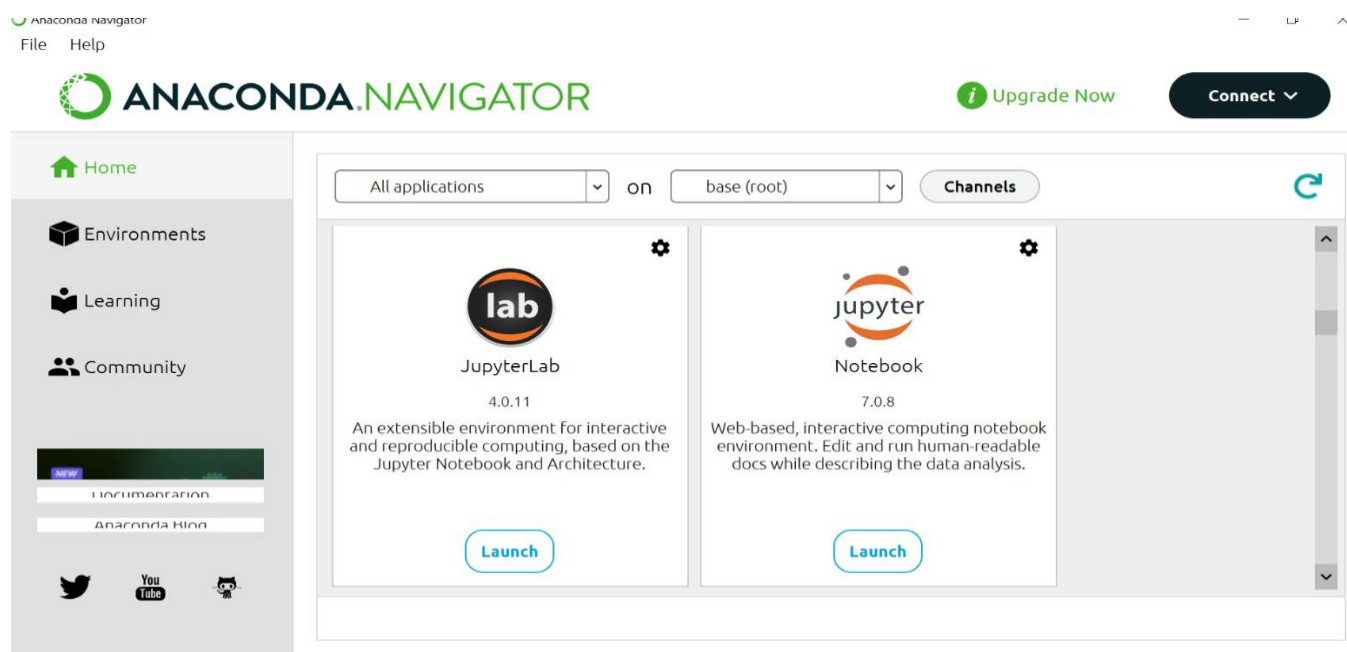 Anaconda Navigator
File Help
ANACONDA.NAVIGATOR
i Upgrade Now
Connect
Home
Environments
Learning
Community
NEW
Documentation
Anaconda Blog
You
Tube
All applications on base (root) Channels
lab
JupyterLab
4.0.11
An extensible environment for interactive
and reproducible computing, based on the
Jupyter Notebook and Architecture.
Launch
jupyter
Notebook
7.0.8
Web-based, interactive computing notebook
environment. Edit and run human-readable
docs while describing the data analysis.
Launch